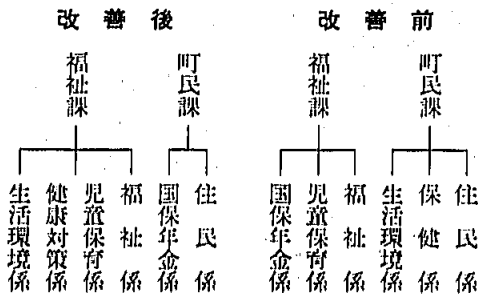 改善前
町民課
住民係
保健係
生活環境係
福祉課
福祉係
児童保育係
国保年金係
改善後
町民課
住民係
国保年金係
福祉課
福祉係
児童保育係
健康対策係
生活環境係